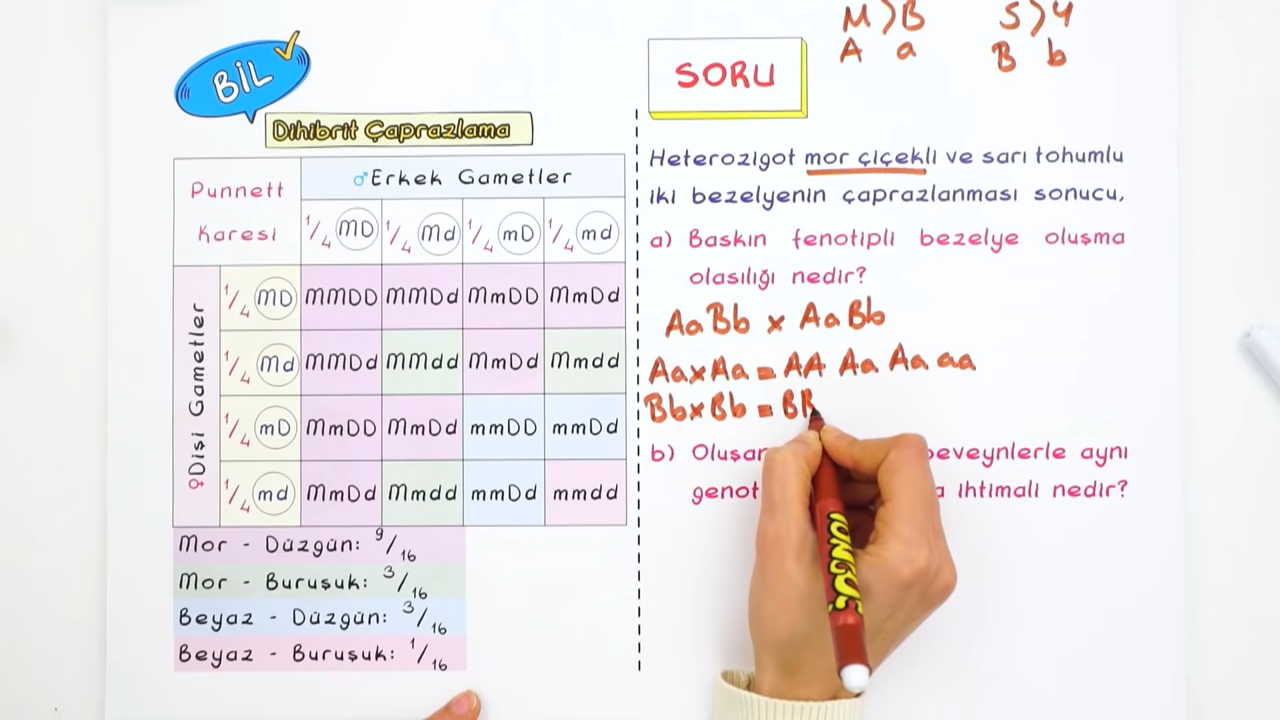 BİL
Dihibrit Çaprazlama
Punnett
Karesi
♂Erkek Gametler
1/4 MD 1/4 Md 1/4 mD 1/4 md
♀Dişi Gametler
1/4 MD MMDD MMDd MmDD MmDd
1/4 Md MMDd MMdd MmDd Mmdd
1/4 mD MmDD MmDd mmDD mmDd
1/4 md MmDd Mmdd mmDd mmdd
Mor - Düzgün: 9/16
Mor - Buruşuk: 3/16
Beyaz - Düzgün: 3/16
Beyaz - Buruşuk: 1/16
M > B S > Y
A a B b
SORU
Heterozigot mor çiçekli ve sarı tohumlu
iki bezelyenin çaprazlanması sonucu,
a) Baskın fenotipli bezelye oluşma
olasılığı nedir?
AaBb x AaBb
Aa x Aa = AA Aa Aa aa
Bb x Bb = BB
b) Oluşan aynı
ihtimali nedir?
TONGUÇ